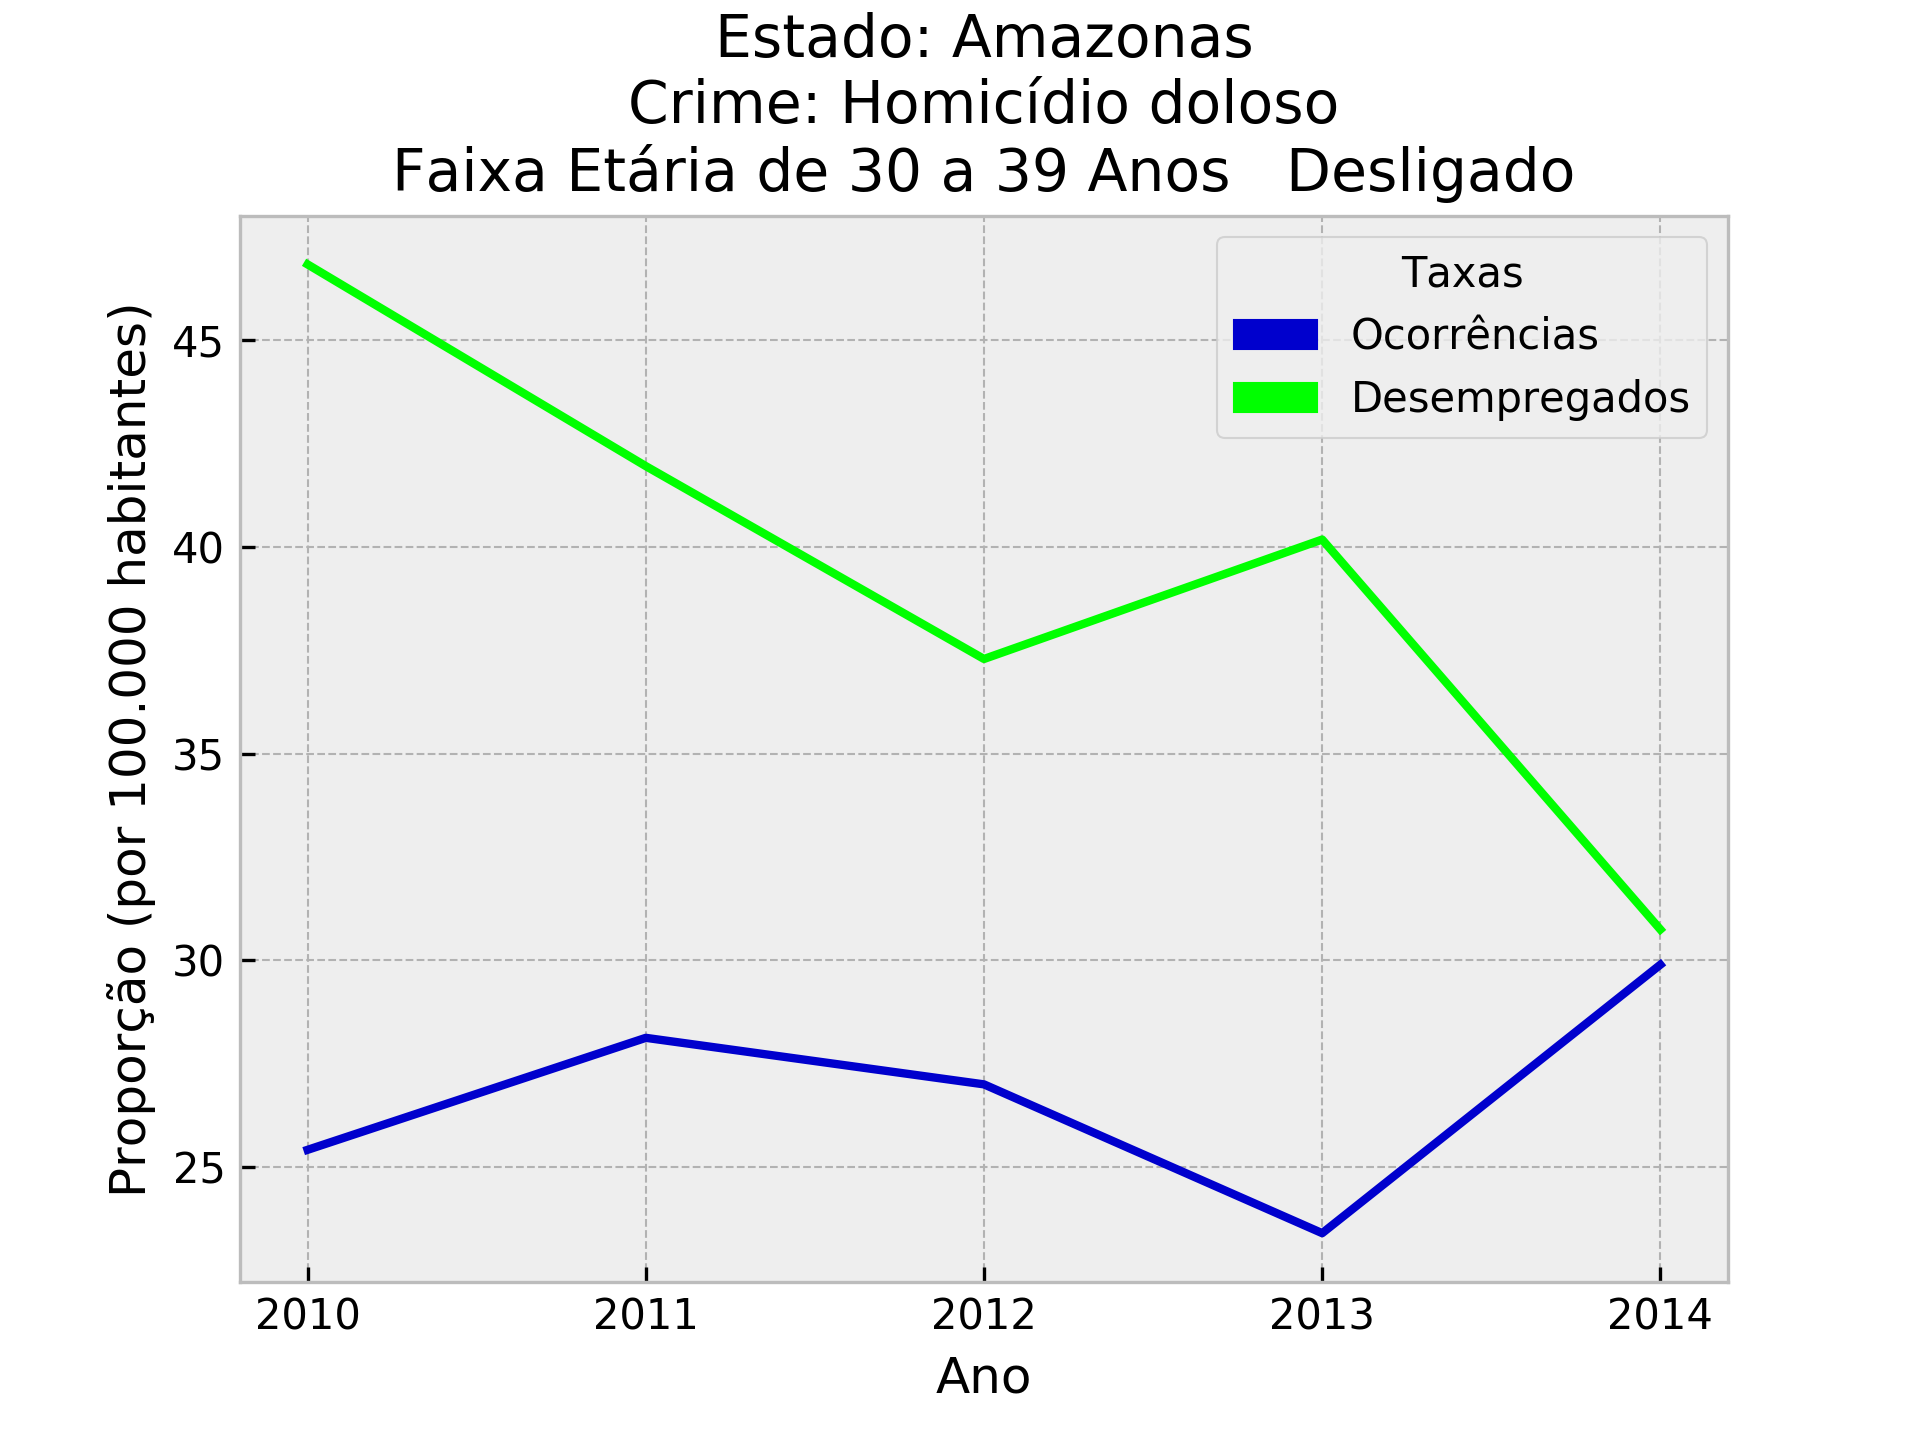 Estado: Amazonas
Crime: Homicídio doloso
Faixa Etária de 30 a 39 Anos   Desligado
Taxas
Ocorrências
Desempregados
Proporção (por 100.000 habitantes)
45
40
35
30
25
2010 2011 2012 2013 2014
Ano